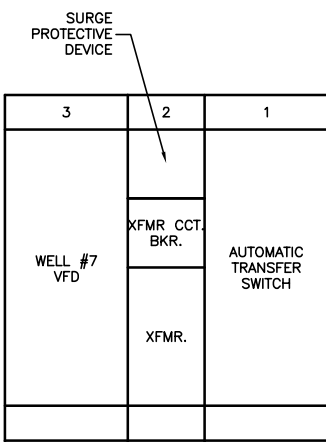 SURGE
PROTECTIVE
DEVICE
3
2
1
WELL #7
VFD
XFMR CCT.
BKR.
XFMR.
AUTOMATIC
TRANSFER
SWITCH